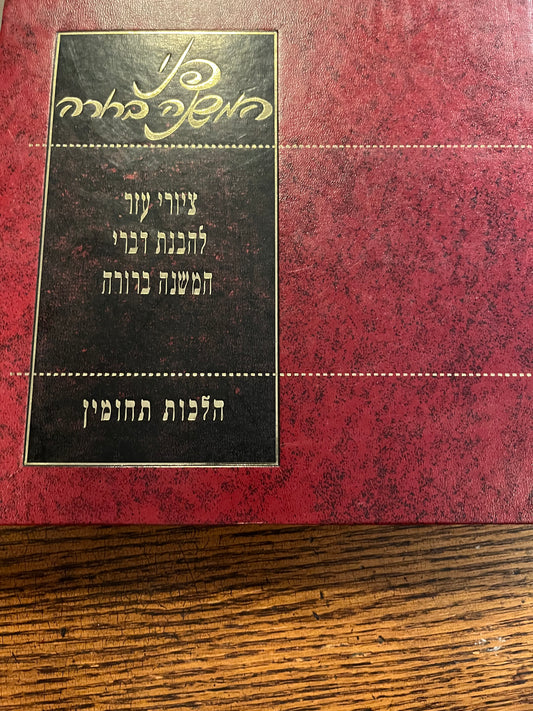 פני
המשנה ברורה
ציורי עזר
להבנת דברי
המשנה ברורה
הלכות תחומין